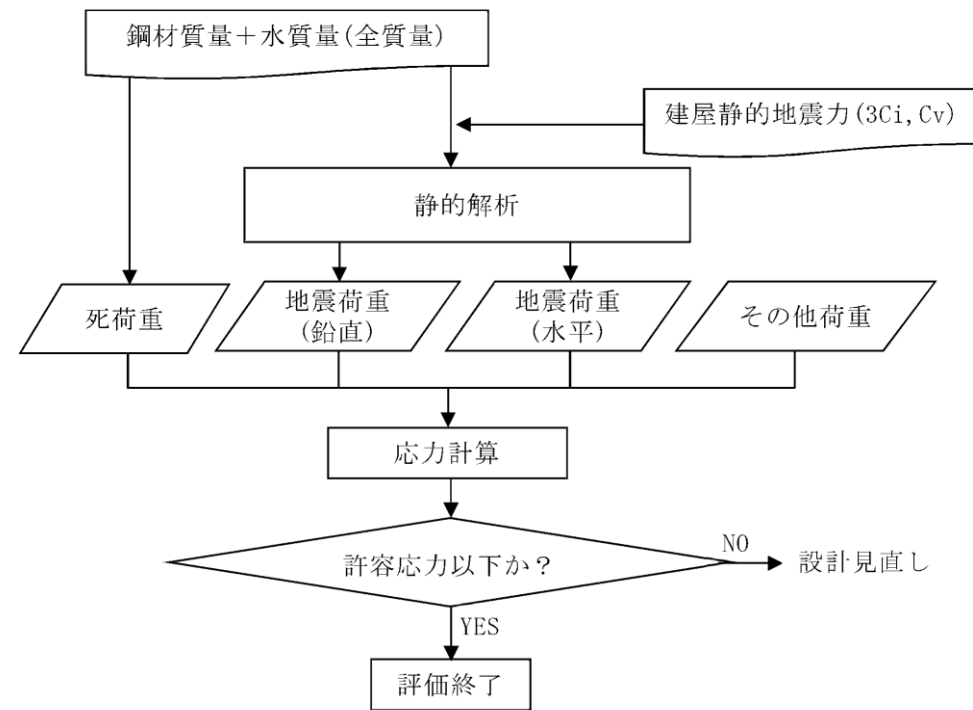 鋼材質量＋水質量(全質量)
建屋静的地震力(3Ci,Cv)
静的解析
死荷重
地震荷重
(鉛直)
地震荷重
(水平)
その他荷重
応力計算
許容応力以下か？
NO
設計見直し
YES
評価終了